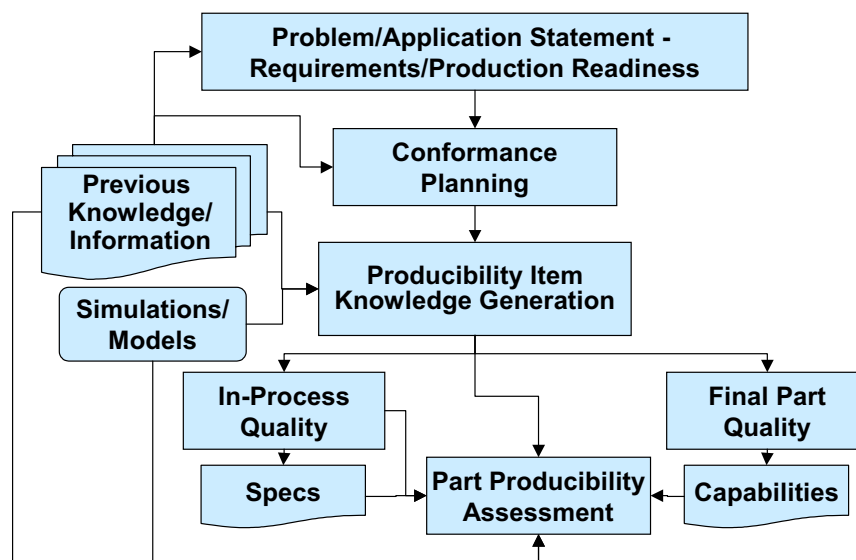 Problem/Application Statement -
Requirements/Production Readiness
Conformance
Planning
Previous
Knowledge/
Information
Producibility Item
Knowledge Generation
Simulations/
Models
In-Process
Quality
Final Part
Quality
Specs
Part Producibility
Assessment
Capabilities